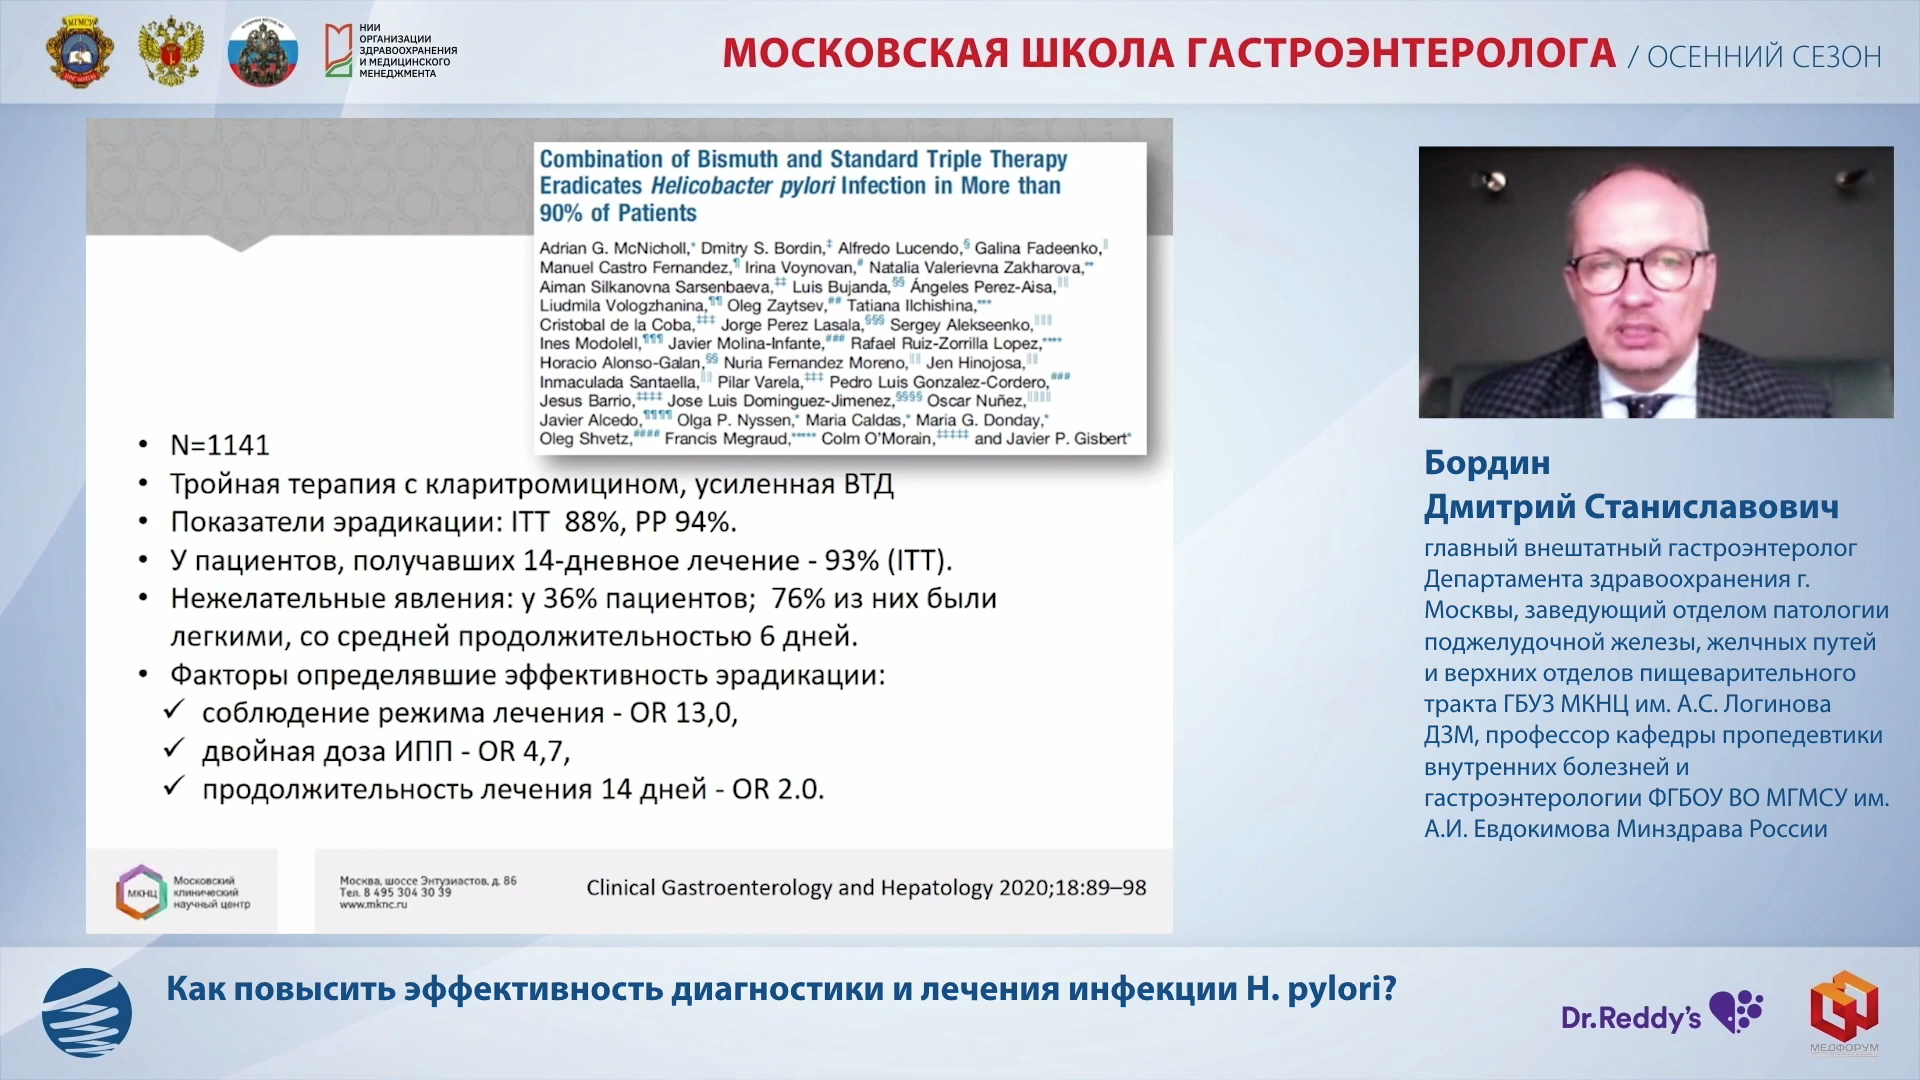 НИИ
ОРГАНИЗАЦИИ
ЗДРАВООХРАНЕНИЯ
И МЕДИЦИНСКОГО
МЕНЕДЖМЕНТА
МОСКОВСКАЯ ШКОЛА ГАСТРОЭНТЕРОЛОГА / ОСЕННИЙ СЕЗОН
Combination of Bismuth and Standard Triple Therapy
Eradicates Helicobacter pylori Infection in More than
90% of Patients
Adrian G. McNicholl,* Dmitry S. Bordin,‡ Alfredo Lucendo,§ Galina Fadeenko,‖
Manuel Castro Fernandez,¶ Irina Voynovan,# Natalia Valerievna Zakharova,**
Aiman Silkanovna Sarsenbaeva,‡‡ Luis Bujanda,§§ Ángeles Perez-Aisa,‖‖
Liudmila Vologzhanina,¶¶ Oleg Zaytsev,## Tatiana Ilchishina,***
Cristobal de la Coba,‡‡‡ Jorge Perez Lasala,§§§ Sergey Alekseenko,‖‖‖
Ines Modolell,¶¶¶ Javier Molina-Infante,### Rafael Ruiz-Zorrilla Lopez,****
Horacio Alonso-Galan,§§ Nuria Fernandez Moreno,‖‖ Jen Hinojosa,‖‖
Inmaculada Santaella,‖‖ Pilar Varela,‡‡‡ Pedro Luis Gonzalez-Cordero,###
Jesus Barrio,‡‡‡‡ Jose Luis Dominguez-Jimenez,§§§§ Oscar Nuñez,‖‖‖‖
Javier Alcedo,¶¶¶¶ Olga P. Nyssen,* Maria Caldas,* Maria G. Donday,*
Oleg Shvetz,#### Francis Megraud,***** Colm O'Morain,‡‡‡‡‡ and Javier P. Gisbert*
• N=1141
• Тройная терапия с кларитромицином, усиленная ВТД
• Показатели эрадикации: ITT 88%, PP 94%.
• У пациентов, получавших 14-дневное лечение - 93% (ITT).
• Нежелательные явления: у 36% пациентов; 76% из них были
легкими, со средней продолжительностью 6 дней.
• Факторы определявшие эффективность эрадикации:
✓ соблюдение режима лечения - OR 13,0,
✓ двойная доза ИПП - OR 4,7,
✓ продолжительность лечения 14 дней - OR 2.0.
МКНЦ
Московский
клинический
научный центр
Москва, шоссе Энтузиастов, д. 86
Тел. 8 495 304 30 39
www.mknc.ru
Clinical Gastroenterology and Hepatology 2020;18:89–98
Бордин
Дмитрий Станиславович
главный внештатный гастроэнтеролог
Департамента здравоохранения г.
Москвы, заведующий отделом патологии
поджелудочной железы, желчных путей
и верхних отделов пищеварительного
тракта ГБУЗ МКНЦ им. А.С. Логинова
ДЗМ, профессор кафедры пропедевтики
внутренних болезней и
гастроэнтерологии ФГБОУ ВО МГМСУ им.
А.И. Евдокимова Минздрава России
Как повысить эффективность диагностики и лечения инфекции H. pylori?
Dr.Reddy's
МЕДФОРУМ